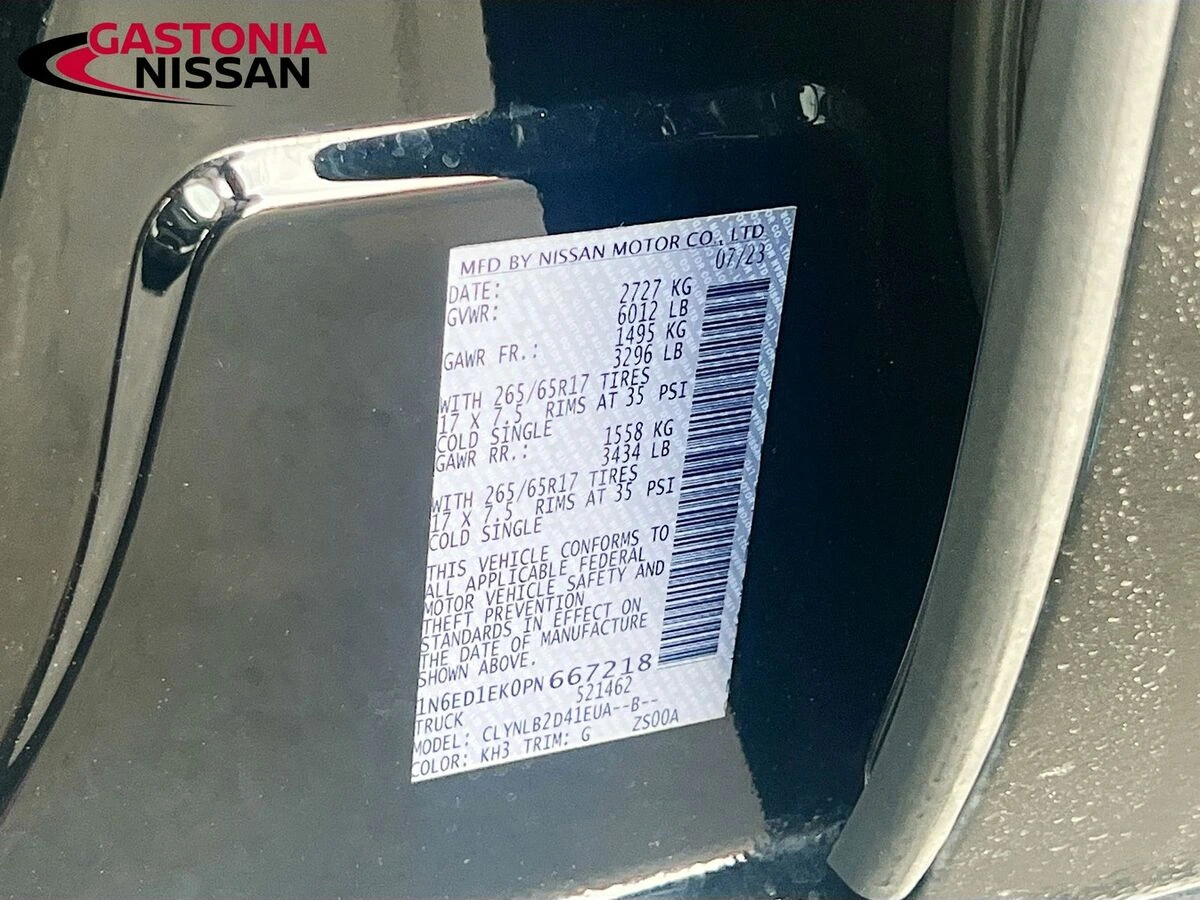 GASTONIA
NISSAN
MFD BY NISSAN MOTOR CO., LTD
DATE: 07/23
GVWR: 2727 KG
6012 LB
GAWR FR.: 1495 KG
3296 LB
WITH 265/65R17 TIRES
17 X 7.5 RIMS AT 35 PSI
COLD SINGLE
GAWR RR.: 1558 KG
3434 LB
WITH 265/65R17 TIRES
17 X 7.5 RIMS AT 35 PSI
COLD SINGLE
THIS VEHICLE CONFORMS TO
ALL APPLICABLE FEDERAL
MOTOR VEHICLE SAFETY AND
THEFT PREVENTION
STANDARDS IN EFFECT ON
THE DATE OF MANUFACTURE
SHOWN ABOVE.
1N6ED1EK0PN667218
TRUCK 521462
MODEL: CLYNLB2D41EUA--B--
COLOR: KH3 TRIM: G ZS00A